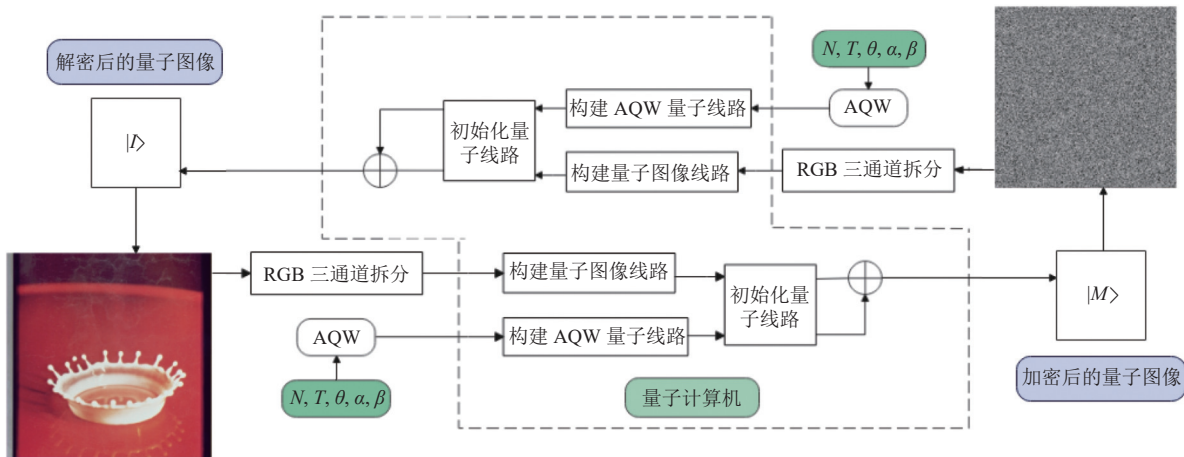 解密后的量子图像
N, T, θ, α, β
AQW
构建 AQW 量子线路
初始化量
子线路
|I⟩
构建量子图像线路
RGB 三通道拆分
RGB 三通道拆分
构建量子图像线路
初始化量
子线路
|M⟩
AQW
构建 AQW 量子线路
N, T, θ, α, β
量子计算机
加密后的量子图像